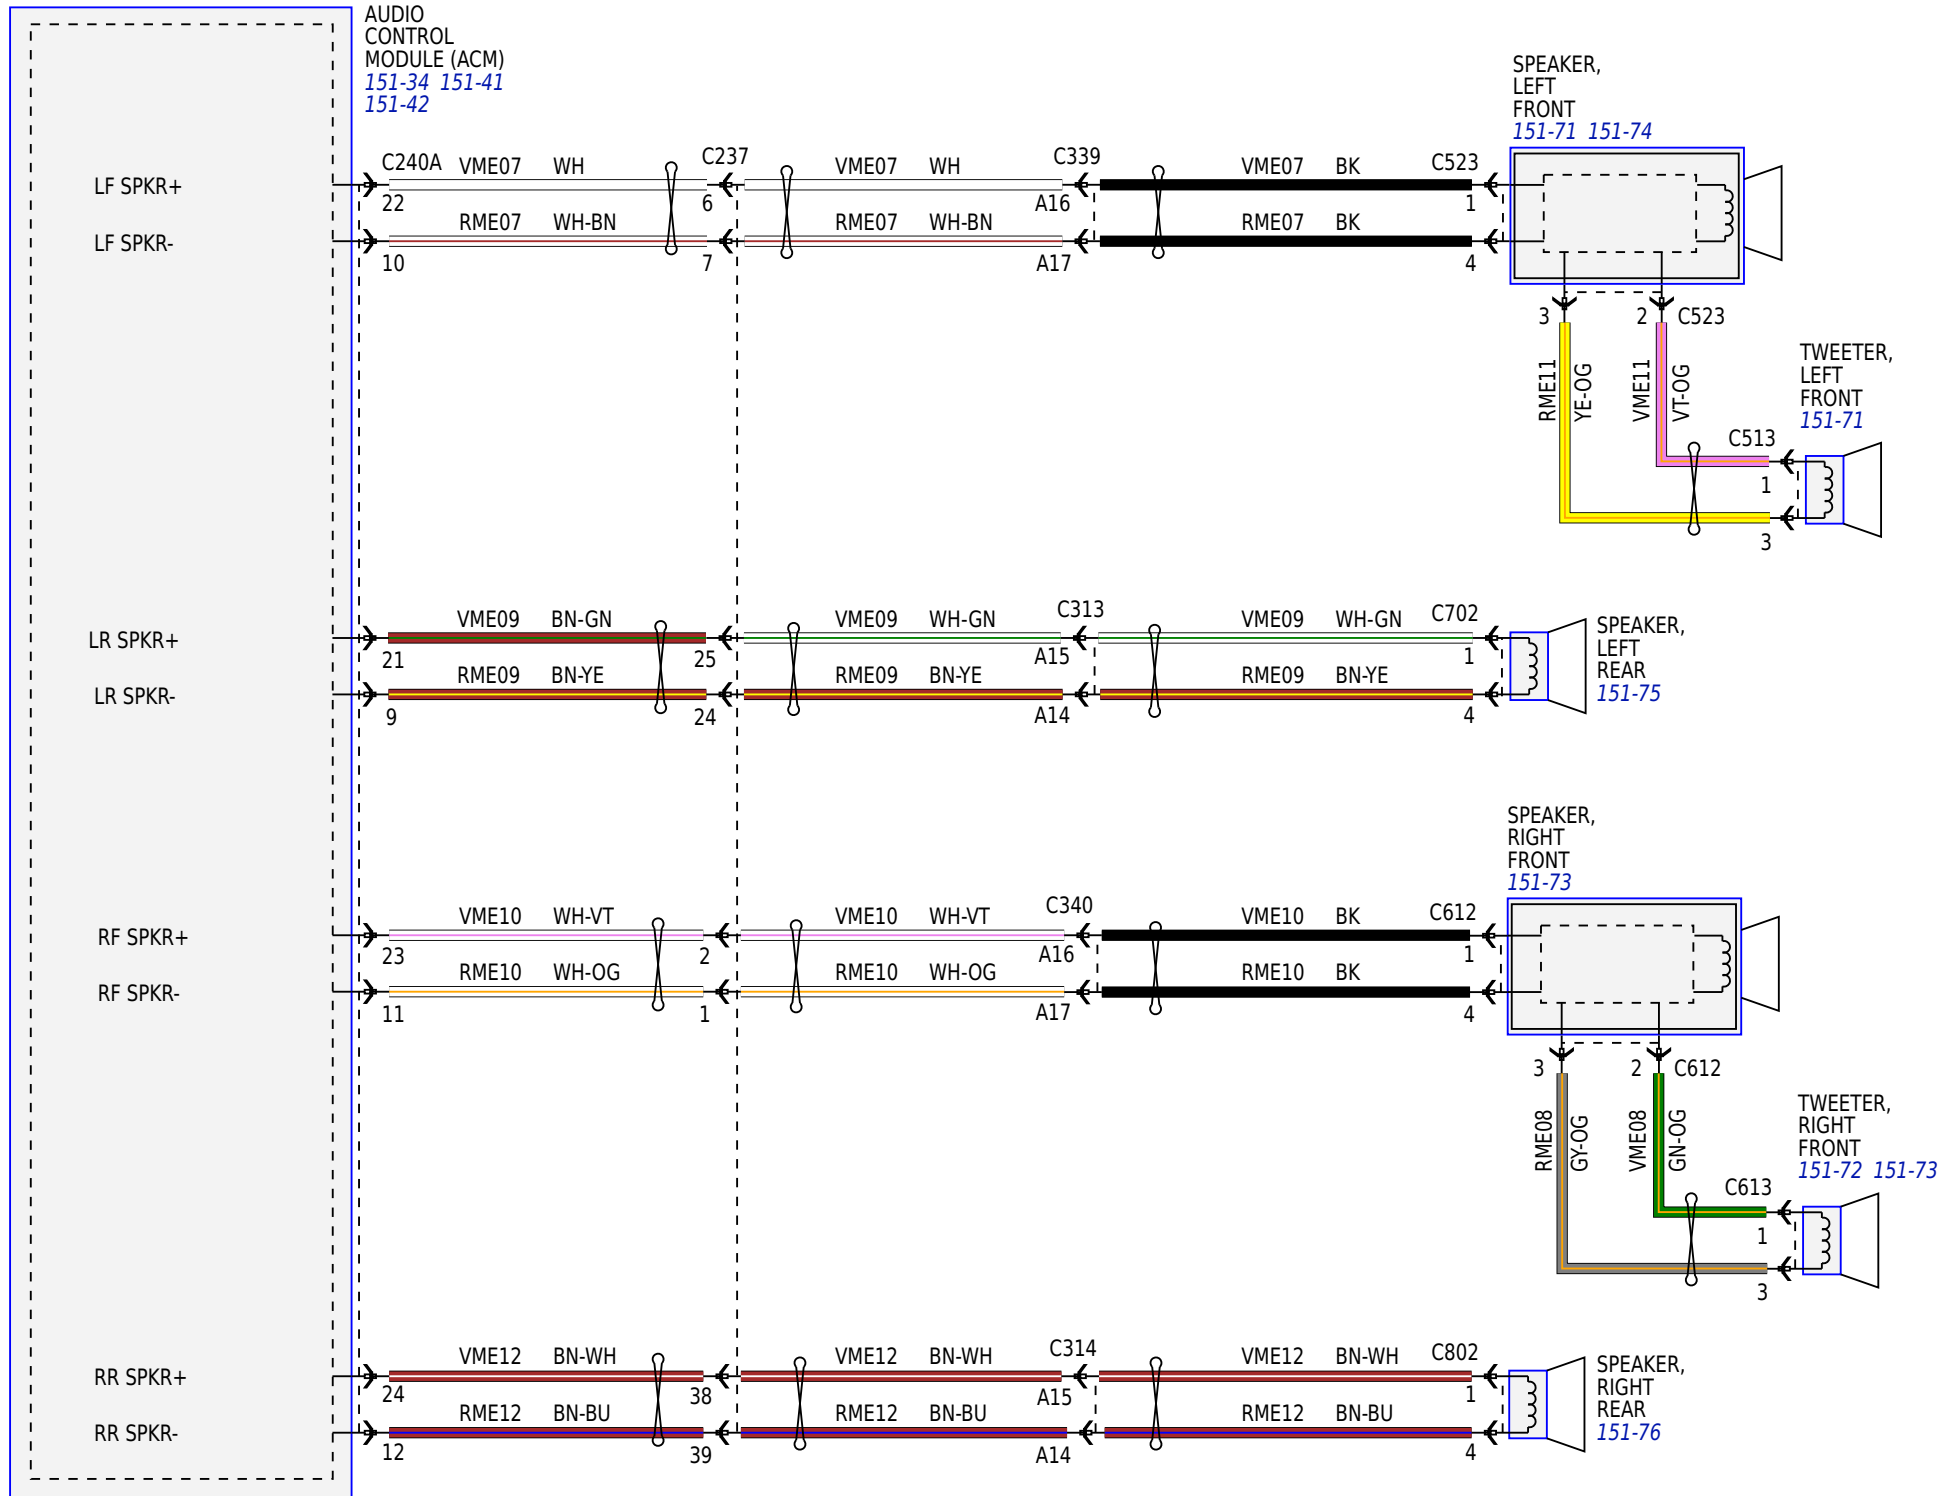 AUDIO
CONTROL
MODULE (ACM)
151-34 151-41
151-42
SPEAKER,
LEFT
FRONT
151-71 151-74
C240A VME07 WH C237 VME07 WH C339 VME07 BK C523
LF SPKR+
22 6 A16 1
RME07 WH-BN RME07 WH-BN RME07 BK
LF SPKR-
10 7 A17 4
3 2 C523
RME11
YE-OG
VME11
VT-OG
TWEETER,
LEFT
FRONT
151-71
C513
1
3
VME09 BN-GN VME09 WH-GN C313 VME09 WH-GN C702
LR SPKR+
21 25 A15 1
RME09 BN-YE RME09 BN-YE RME09 BN-YE
LR SPKR-
9 24 A14 4
SPEAKER,
LEFT
REAR
151-75
SPEAKER,
RIGHT
FRONT
151-73
VME10 WH-VT VME10 WH-VT C340 VME10 BK C612
RF SPKR+
23 2 A16 1
RME10 WH-OG RME10 WH-OG RME10 BK
RF SPKR-
11 1 A17 4
3 2 C612
RME08
GY-OG
VME08
GN-OG
TWEETER,
RIGHT
FRONT
151-72 151-73
C613
1
3
VME12 BN-WH VME12 BN-WH C314 VME12 BN-WH C802
RR SPKR+
24 38 A15 1
RME12 BN-BU RME12 BN-BU RME12 BN-BU
RR SPKR-
12 39 A14 4
SPEAKER,
RIGHT
REAR
151-76